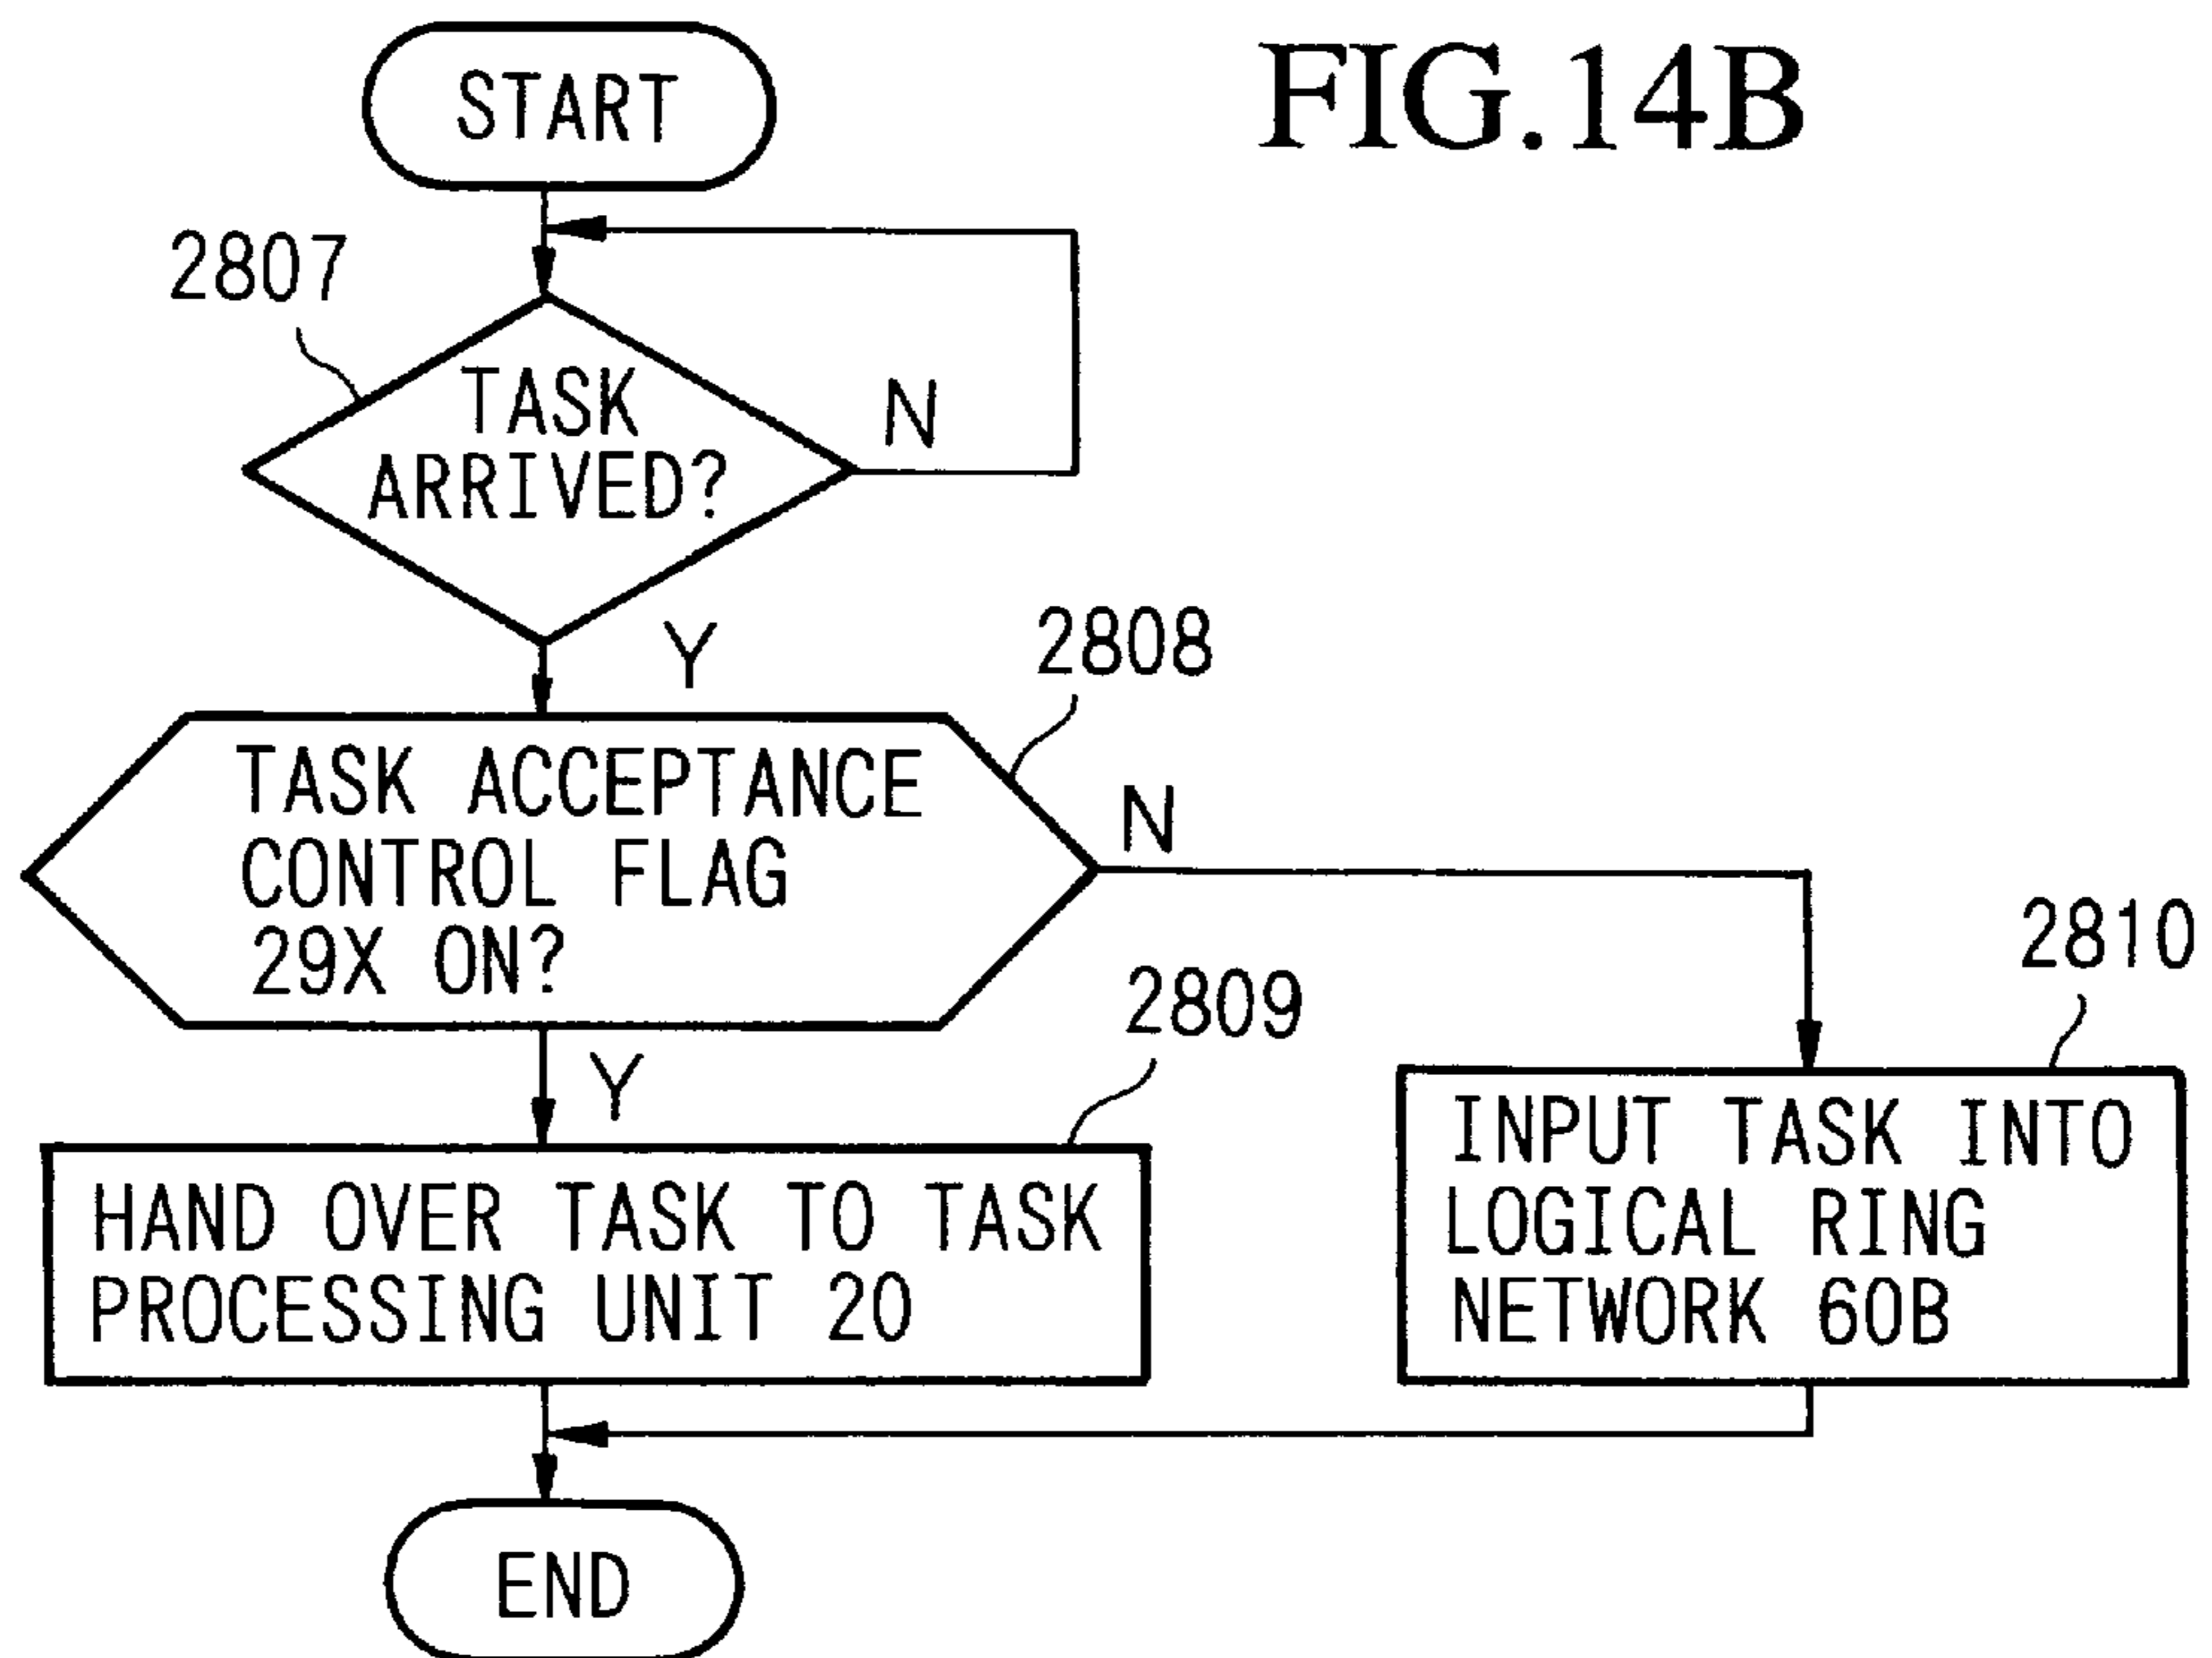 FIG.14B
START
2807
TASK
ARRIVED?
N
Y
2808
TASK ACCEPTANCE
CONTROL FLAG
29X ON?
N
Y
2809
HAND OVER TASK TO TASK
PROCESSING UNIT 20
2810
INPUT TASK INTO
LOGICAL RING
NETWORK 60B
END